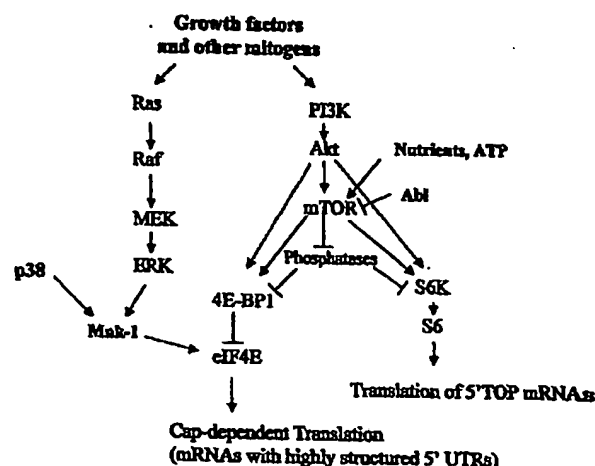 Growth factors
and other mitogens
Ras
PI3K
Raf
Akt
Nutrients, ATP
mTOR
Abl
MEK
Phosphatases
ERK
p38
4E-BP1
S6K
Mnk-1
S6
eIF4E
Translation of 5'TOP mRNAs
Cap-dependent Translation
(mRNAs with highly structured 5' UTRs)